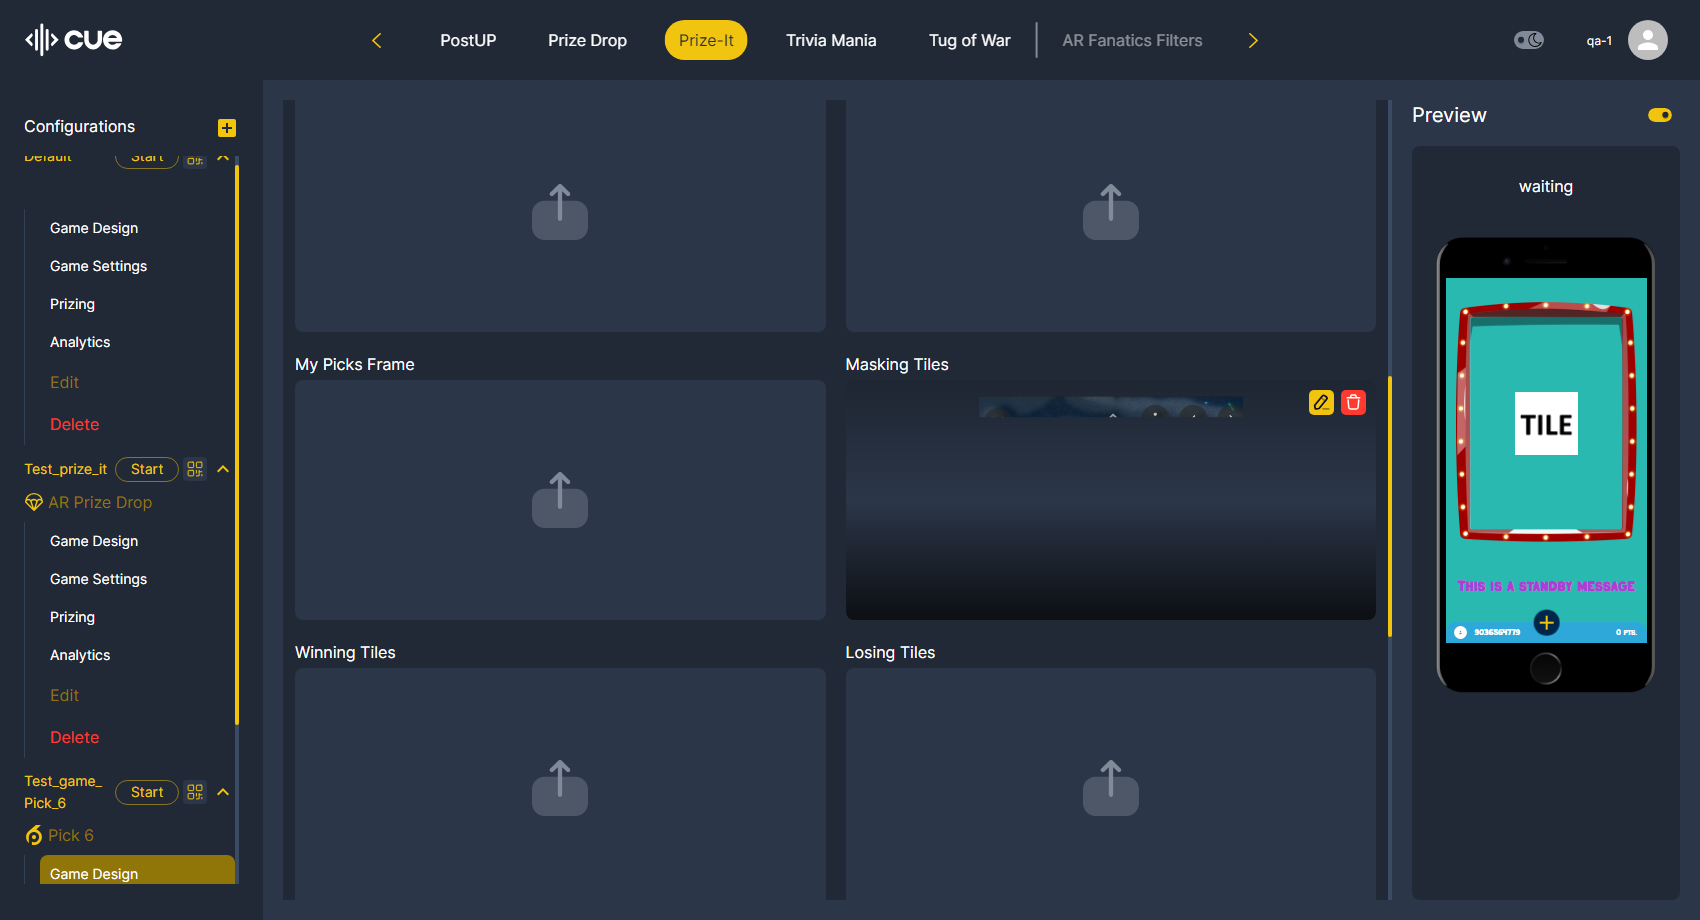 cue
PostUP
Prize Drop
Prize-It
Trivia Mania
Tug of War
AR Fanatics Filters
qa-1
Configurations
Default
Start
Game Design
Game Settings
Prizing
Analytics
Edit
Delete
Test_prize_it
Start
AR Prize Drop
Game Design
Game Settings
Prizing
Analytics
Edit
Delete
Test_game_
Pick_6
Start
Pick 6
Game Design
My Picks Frame
Masking Tiles
Winning Tiles
Losing Tiles
Preview
waiting
TILE
THIS IS A STANDBY MESSAGE
9036564779
0 PTS.